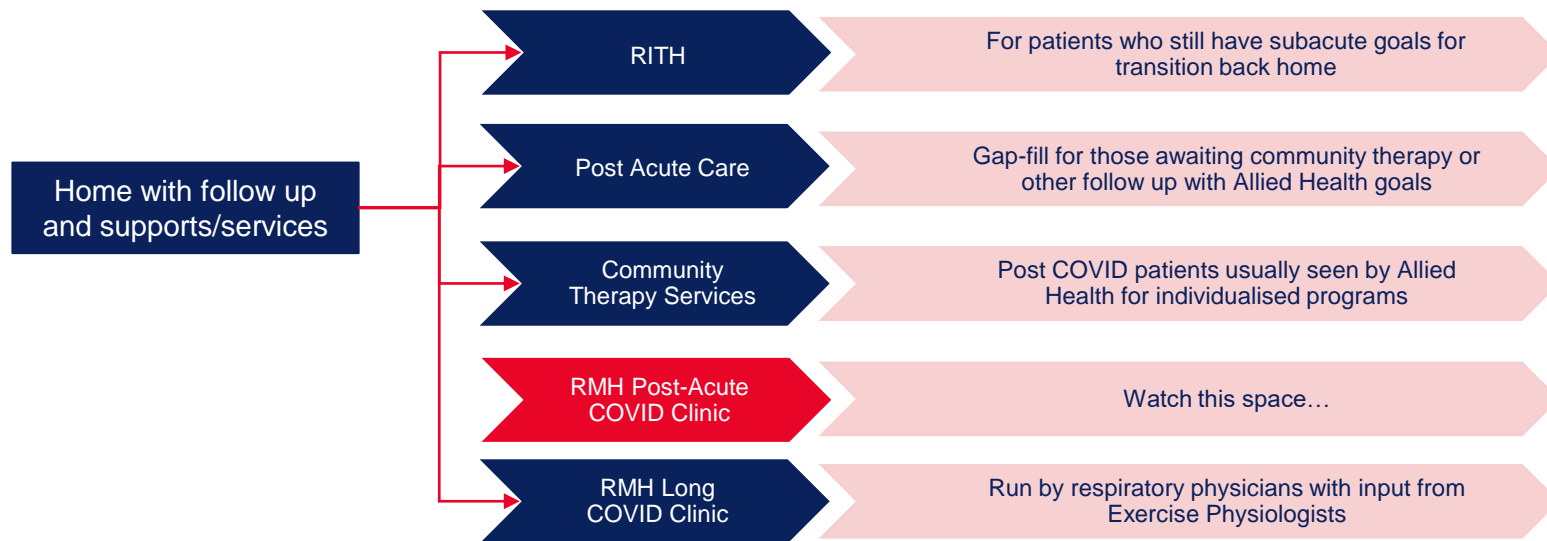 Home with follow up
and supports/services
RITH
For patients who still have subacute goals for
transition back home
Post Acute Care
Gap-fill for those awaiting community therapy or
other follow up with Allied Health goals
Community
Therapy Services
Post COVID patients usually seen by Allied
Health for individualised programs
RMH Post-Acute
COVID Clinic
Watch this space…
RMH Long
COVID Clinic
Run by respiratory physicians with input from
Exercise Physiologists